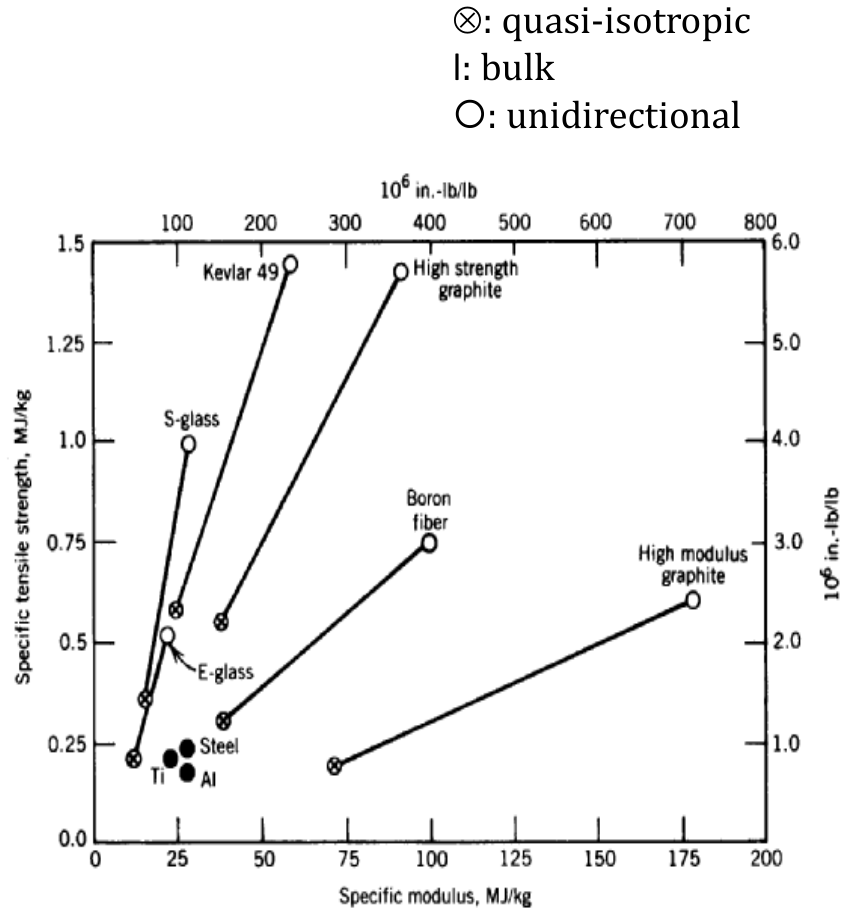 ⊗: quasi-isotropic
I: bulk
O: unidirectional
10⁶ in.-lb/lb
100 200 300 400 500 600 700 800
1.5 6.0
Kevlar 49
High strength
graphite
1.25 5.0
S-glass
1.0 4.0
Boron
fiber
0.75 3.0
High modulus
graphite
0.5 2.0
E-glass
0.25 1.0
Steel
Ti Al
0.0
0 25 50 75 100 125 150 175 200
Specific modulus, MJ/kg
Specific tensile strength, MJ/kg
10⁶ in.-lb/lb